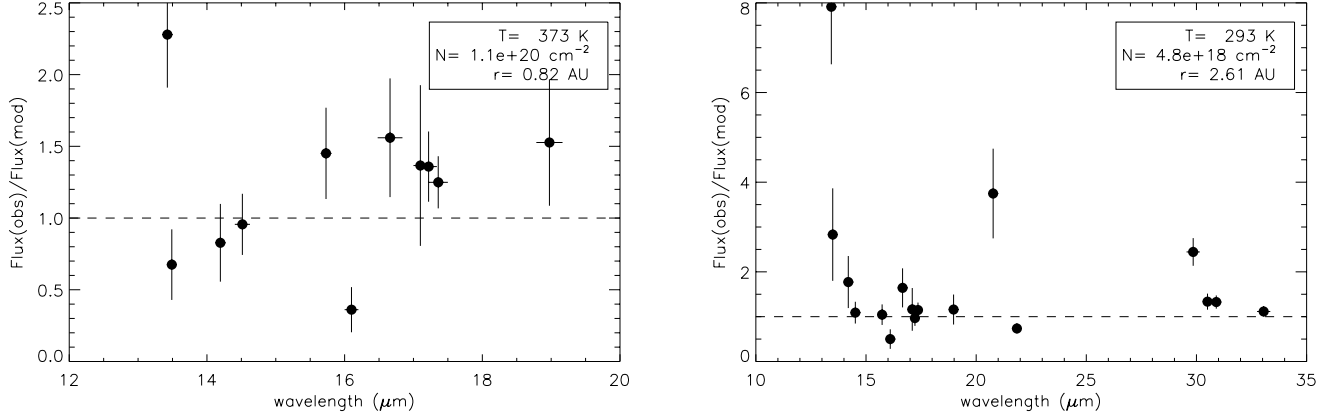 2.5
2.0
1.5
1.0
0.5
0.0
Flux(obs)/Flux(mod)
T= 373 K
N= 1.1e+20 cm−2
r= 0.82 AU
12 14 16 18 20
wavelength (μm)
8
6
4
2
0
Flux(obs)/Flux(mod)
T= 293 K
N= 4.8e+18 cm−2
r= 2.61 AU
10 15 20 25 30 35
wavelength (μm)